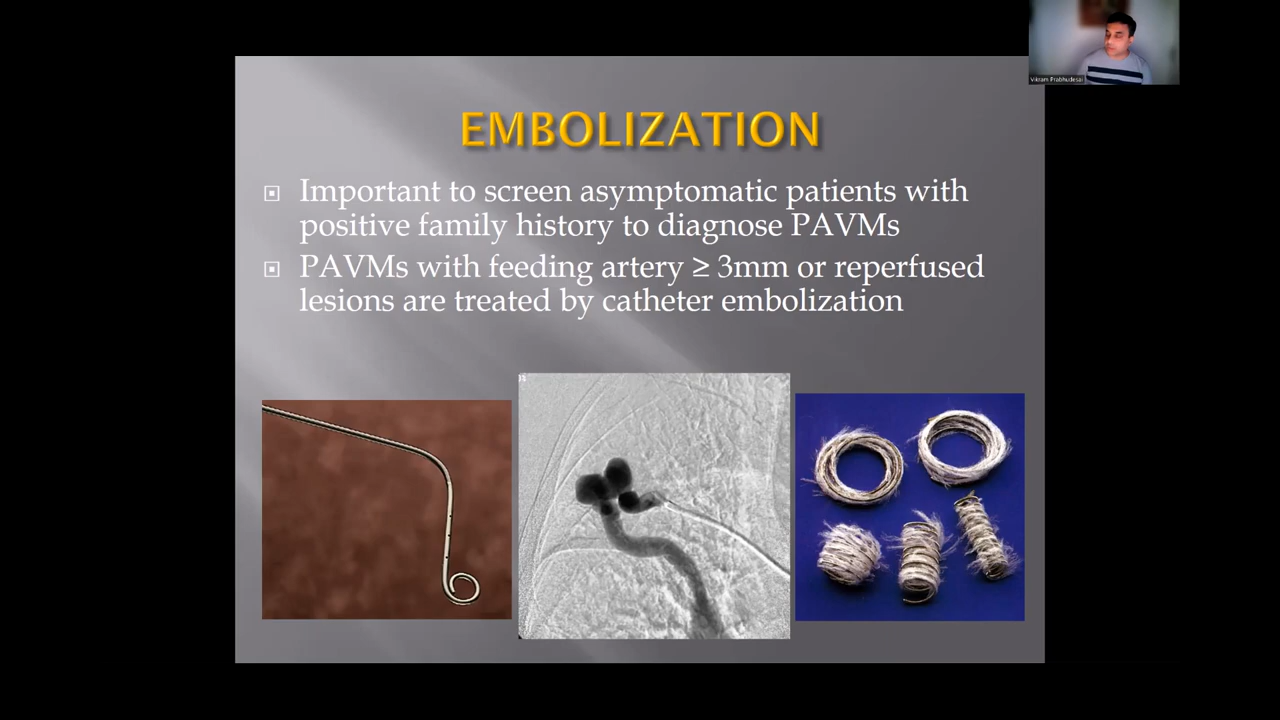 Vikram Prabhudesai
EMBOLIZATION
Important to screen asymptomatic patients with
positive family history to diagnose PAVMs
PAVMs with feeding artery ≥ 3mm or reperfused
lesions are treated by catheter embolization